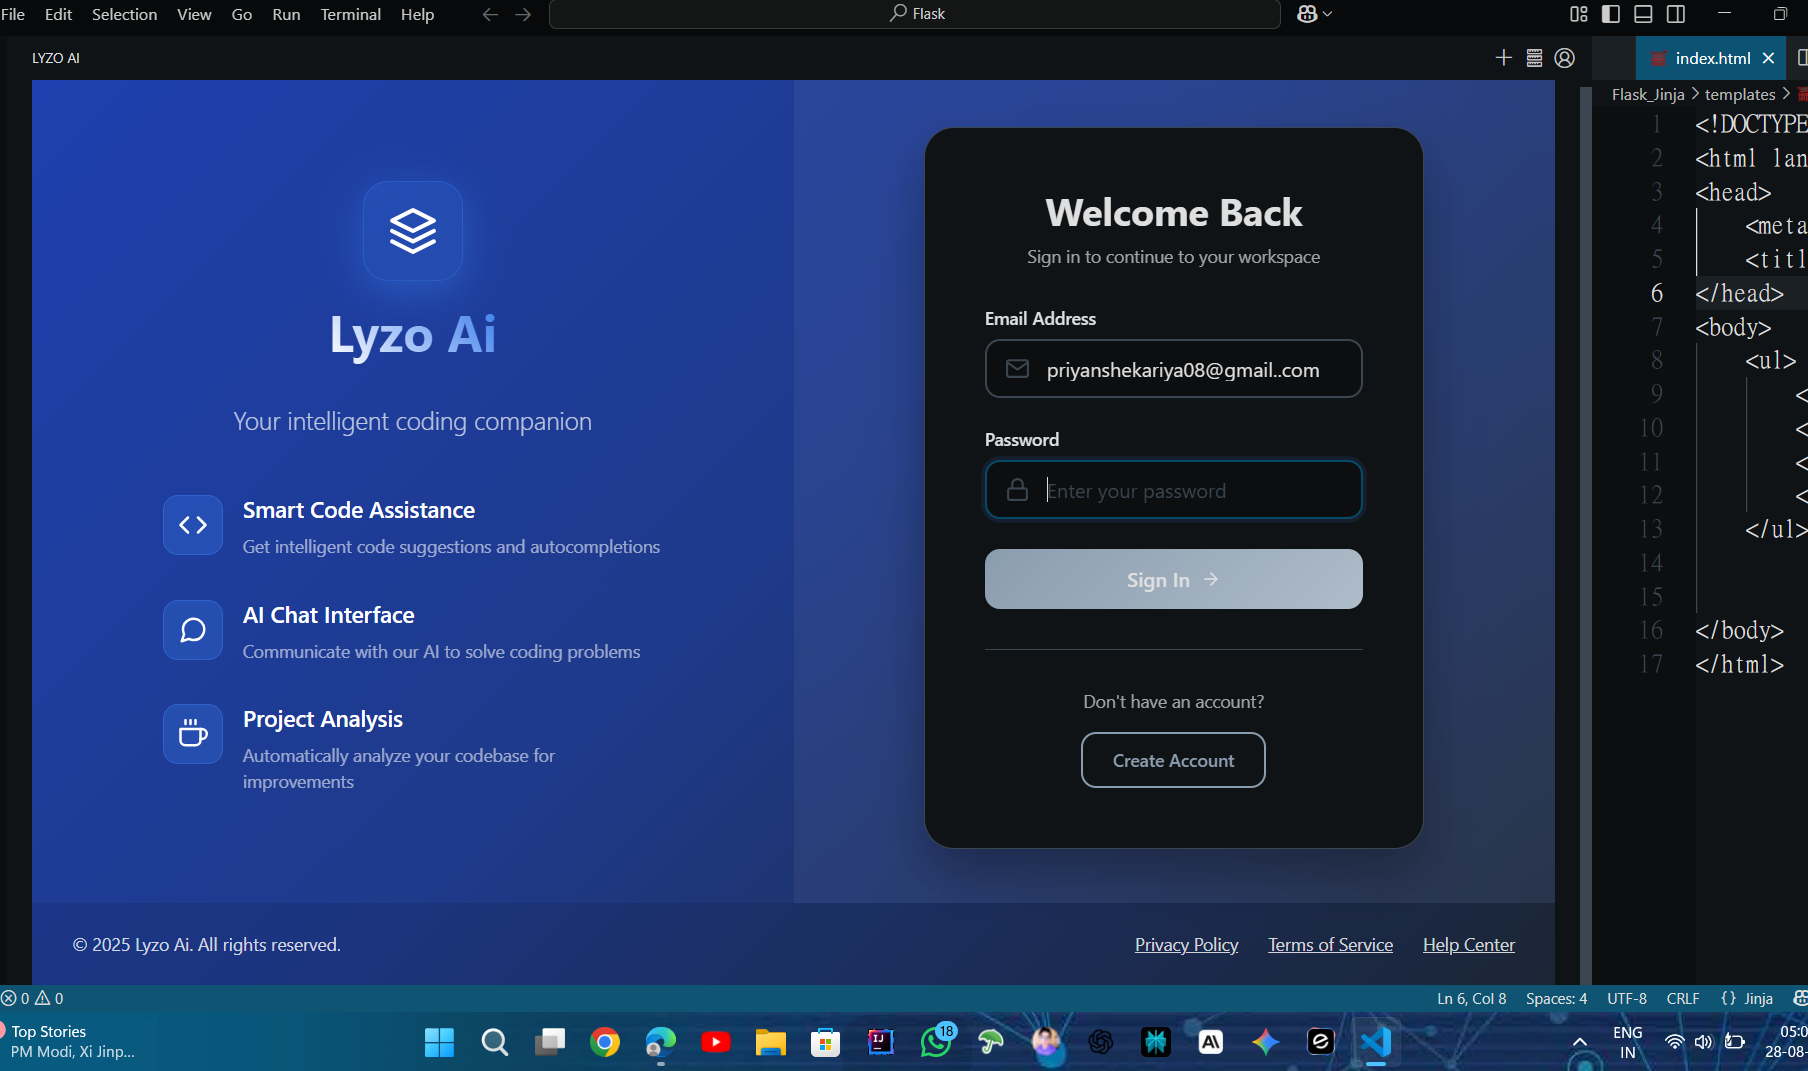 File Edit Selection View Go Run Terminal Help
Flask
LYZO AI
index.html
Flask_Jinja > templates >
Lyzo Ai
Your intelligent coding companion
Smart Code Assistance
Get intelligent code suggestions and autocompletions
AI Chat Interface
Communicate with our AI to solve coding problems
Project Analysis
Automatically analyze your codebase for
improvements
Welcome Back
Sign in to continue to your workspace
Email Address
priyanshekariya08@gmail..com
Password
Enter your password
Sign In →
Don't have an account?
Create Account
© 2025 Lyzo Ai. All rights reserved.
Privacy Policy Terms of Service Help Center
1 <!DOCTYPE
2 <html lan
3 <head>
4 <meta
5 <titl
6 </head>
7 <body>
8 <ul>
9 <
10 <
11 <
12 <
13 </ul>
14
15
16 </body>
17 </html>
0 0
Ln 6, Col 8 Spaces: 4 UTF-8 CRLF {} Jinja
Top Stories
PM Modi, Xi Jinp...
IJ
18
ENG
IN
05:0
28-08-